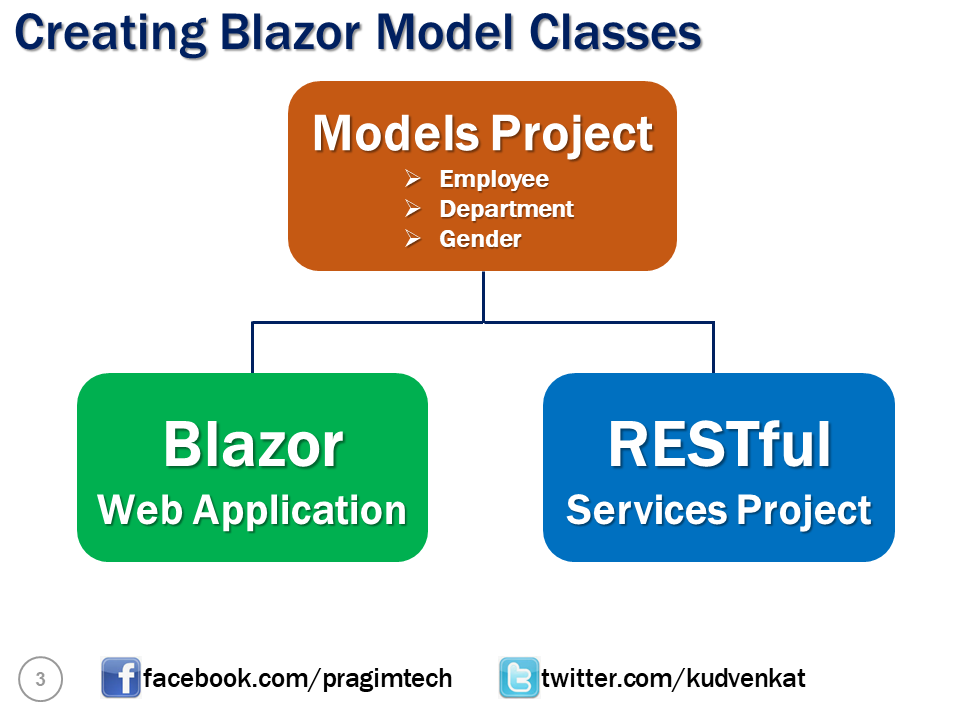 Creating Blazor Model Classes
Models Project
Employee
Department
Gender
Blazor
Web Application
RESTful
Services Project
3
facebook.com/pragimtech
twitter.com/kudvenkat